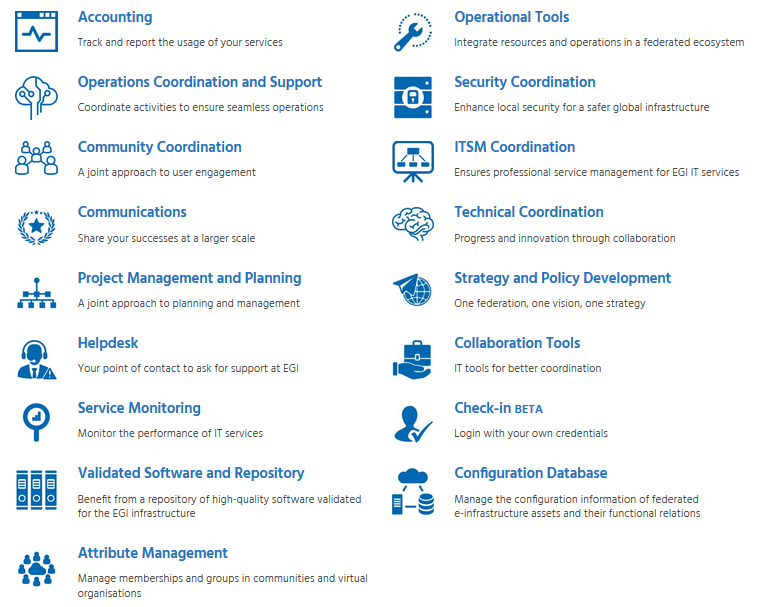 Accounting
Track and report the usage of your services
Operations Coordination and Support
Coordinate activities to ensure seamless operations
Community Coordination
A joint approach to user engagement
Communications
Share your successes at a larger scale
Project Management and Planning
A joint approach to planning and management
Helpdesk
Your point of contact to ask for support at EGI
Service Monitoring
Monitor the performance of IT services
Validated Software and Repository
Benefit from a repository of high-quality software validated
for the EGI infrastructure
Attribute Management
Manage memberships and groups in communities and virtual
organisations
Operational Tools
Integrate resources and operations in a federated ecosystem
Security Coordination
Enhance local security for a safer global infrastructure
ITSM Coordination
Ensures professional service management for EGI IT services
Technical Coordination
Progress and innovation through collaboration
Strategy and Policy Development
One federation, one vision, one strategy
Collaboration Tools
IT tools for better coordination
Check-in BETA
Login with your own credentials
Configuration Database
Manage the configuration information of federated
e-infrastructure assets and their functional relations